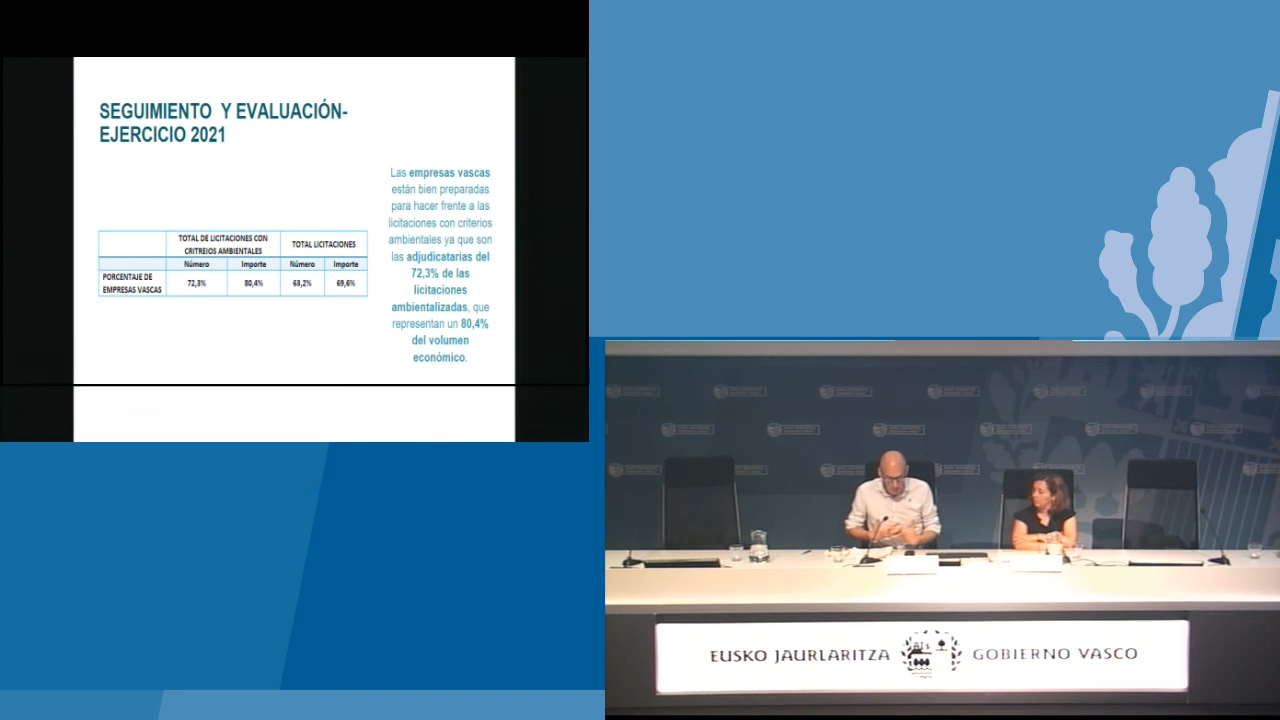 SEGUIMIENTO Y EVALUACIÓN-
EJERCICIO 2021
Las empresas vascas
están bien preparadas
para hacer frente a las
licitaciones con criterios
ambientales ya que son
las adjudicatarias del
72,3% de las
licitaciones
ambientalizadas, que
representan un 80,4%
del volumen
económico.
TOTAL DE LICITACIONES CON
CRITREIOS AMBIENTALES
TOTAL LICITACIONES
Número Importe Número Importe
PORCENTAJE DE
EMPRESAS VASCAS
72,3% 80,4% 63,2% 69,6%
EUSKO JAURLARITZA GOBIERNO VASCO